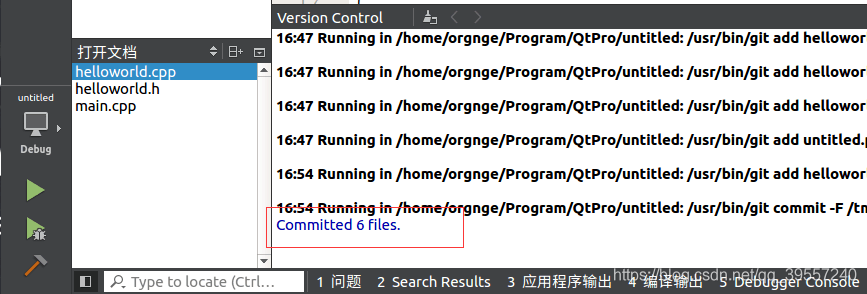 Version Control
16:47 Running in /home/orgnge/Program/QtPro/untitled: /usr/bin/git add hellowor
打开文档
helloworld.cpp
16:47 Running in /home/orgnge/Program/QtPro/untitled: /usr/bin/git add hellowor
helloworld.h
untitled
main.cpp
16:47 Running in /home/orgnge/Program/QtPro/untitled: /usr/bin/git add hellowor
16:47 Running in /home/orgnge/Program/QtPro/untitled: /usr/bin/git add untitled.p
Debug
16:54 Running in /home/orgnge/Program/QtPro/untitled: /usr/bin/git add hellowor
16:54 Running in /home/orgnge/Program/QtPro/untitled: /usr/bin/git commit -F /tm
Committed 6 files.
Type to locate (Ctrl...
1 问题 2 Search Results 3 应用程序输出 4 编译输出 5 Debugger Console
https://blog.csdn.net/qq_39557240